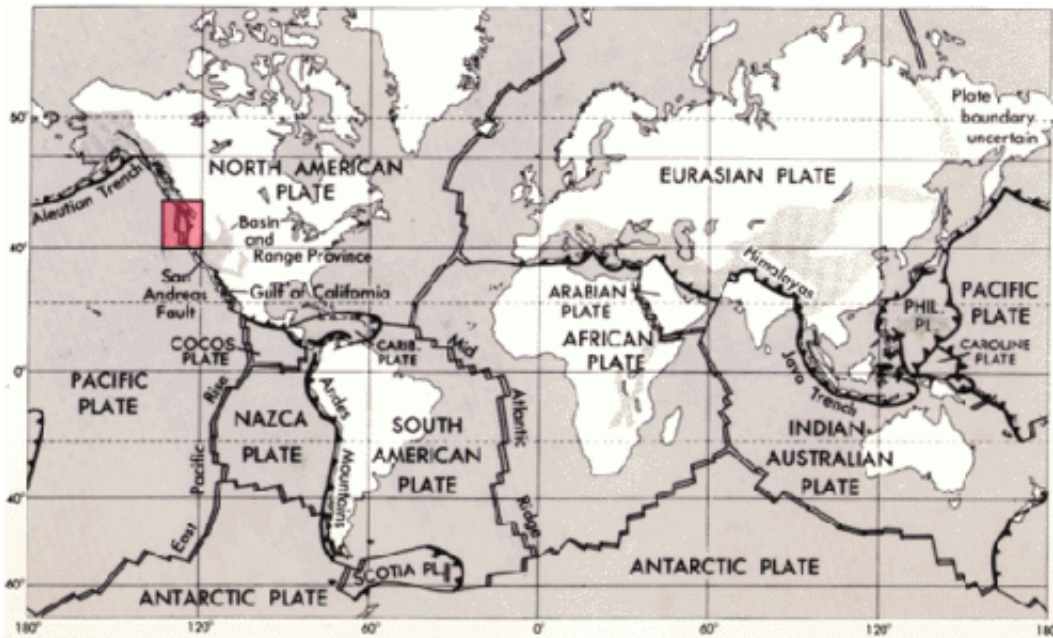 Plate
boundary
uncertain
60°
NORTH AMERICAN
PLATE
EURASIAN PLATE
Aleutian Trench
Basin
and
Range Province
40°
San
Andreas
Fault
Gulf of California
Himalayas
ARABIAN
PLATE
AFRICAN
PLATE
PHIL.
PL.
PACIFIC
PLATE
CAROLINE
PLATE
COCOS
PLATE
CARIB.
PLATE
0°
PACIFIC
PLATE
NAZCA
PLATE
Andes
Mountains
SOUTH
AMERICAN
PLATE
Mid
Atlantic
Ridge
Java Trench
INDIAN
AUSTRALIAN
PLATE
East
Pacific
Rise
40°
SCOTIA PL.
ANTARCTIC PLATE
ANTARCTIC PLATE
60°
180°
120°
60°
0°
60°
120°
180